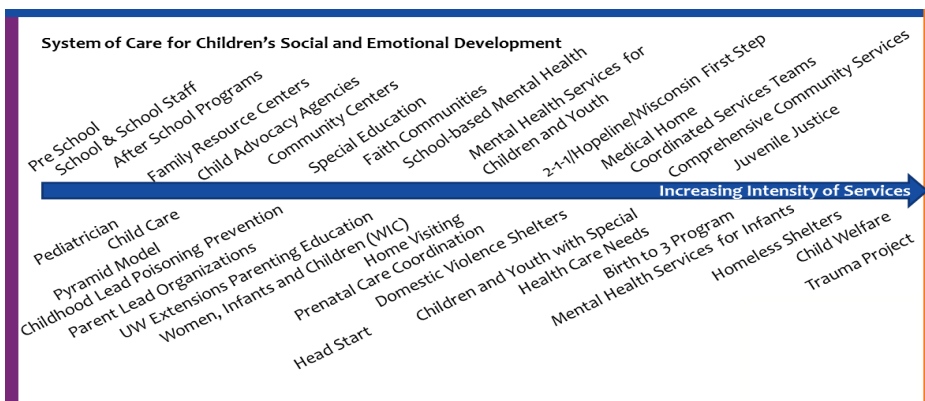 System of Care for Children's Social and Emotional Development
Pre School
School & School Staff
After School Programs
Family Resource Centers
Child Advocacy Agencies
Community Centers
Special Education
Faith Communities
School-based Mental Health
Mental Health Services for
Children and Youth
2-1-1/Hopeline/Wisconsin First Step
Medical Home
Coordinated Services Teams
Comprehensive Community Services
Juvenile Justice
Increasing Intensity of Services
Pediatrician
Child Care
Pyramid Model
Childhood Lead Poisoning Prevention
Parent Lead Organizations
UW Extensions Parenting Education
Women, Infants and Children (WIC)
Home Visiting
Prenatal Care Coordination
Head Start
Domestic Violence Shelters
Children and Youth with Special
Health Care Needs
Birth to 3 Program
Mental Health Services for Infants
Homeless Shelters
Child Welfare
Trauma Project